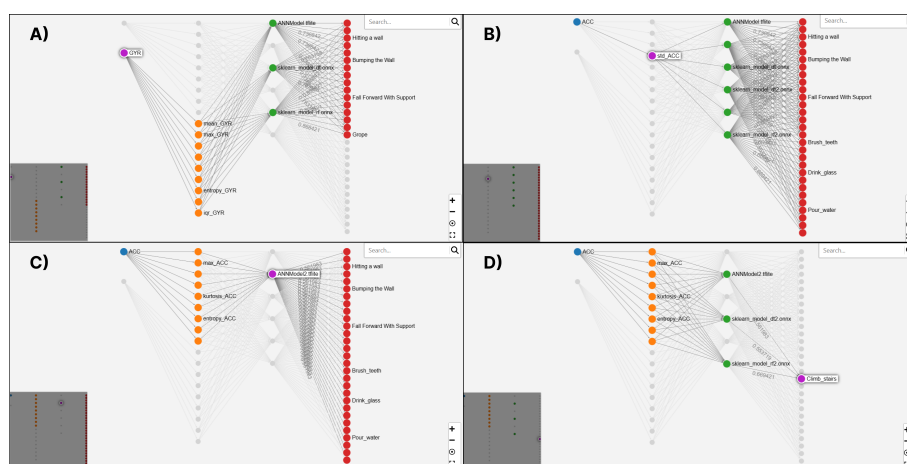 A)
Search...
ANNModel.tflite
Hitting a wall
GYR
Bumping the Wall
sklearn_model_dt.onnx
Fall Forward With Support
sklearn_model_rf.onnx
mean_GYR
max_GYR
Grope
entropy_GYR
iqr_GYR
B)
Search...
ACC
ANNModel.tflite
Hitting a wall
std_ACC
Bumping the Wall
sklearn_model_dt.onnx
sklearn_model_dt2.onnx
Fall Forward With Support
sklearn_model_rf2.onnx
Brush_teeth
Drink_glass
Pour_water
C)
Search...
ACC
max_ACC
Hitting a wall
ANNModel2.tflite
Bumping the Wall
kurtosis_ACC
entropy_ACC
Fall Forward With Support
Brush_teeth
Drink_glass
Pour_water
D)
Search...
ACC
max_ACC
ANNModel2.tflite
kurtosis_ACC
entropy_ACC
sklearn_model_dt2.onnx
sklearn_model_rf2.onnx
Climb_stairs